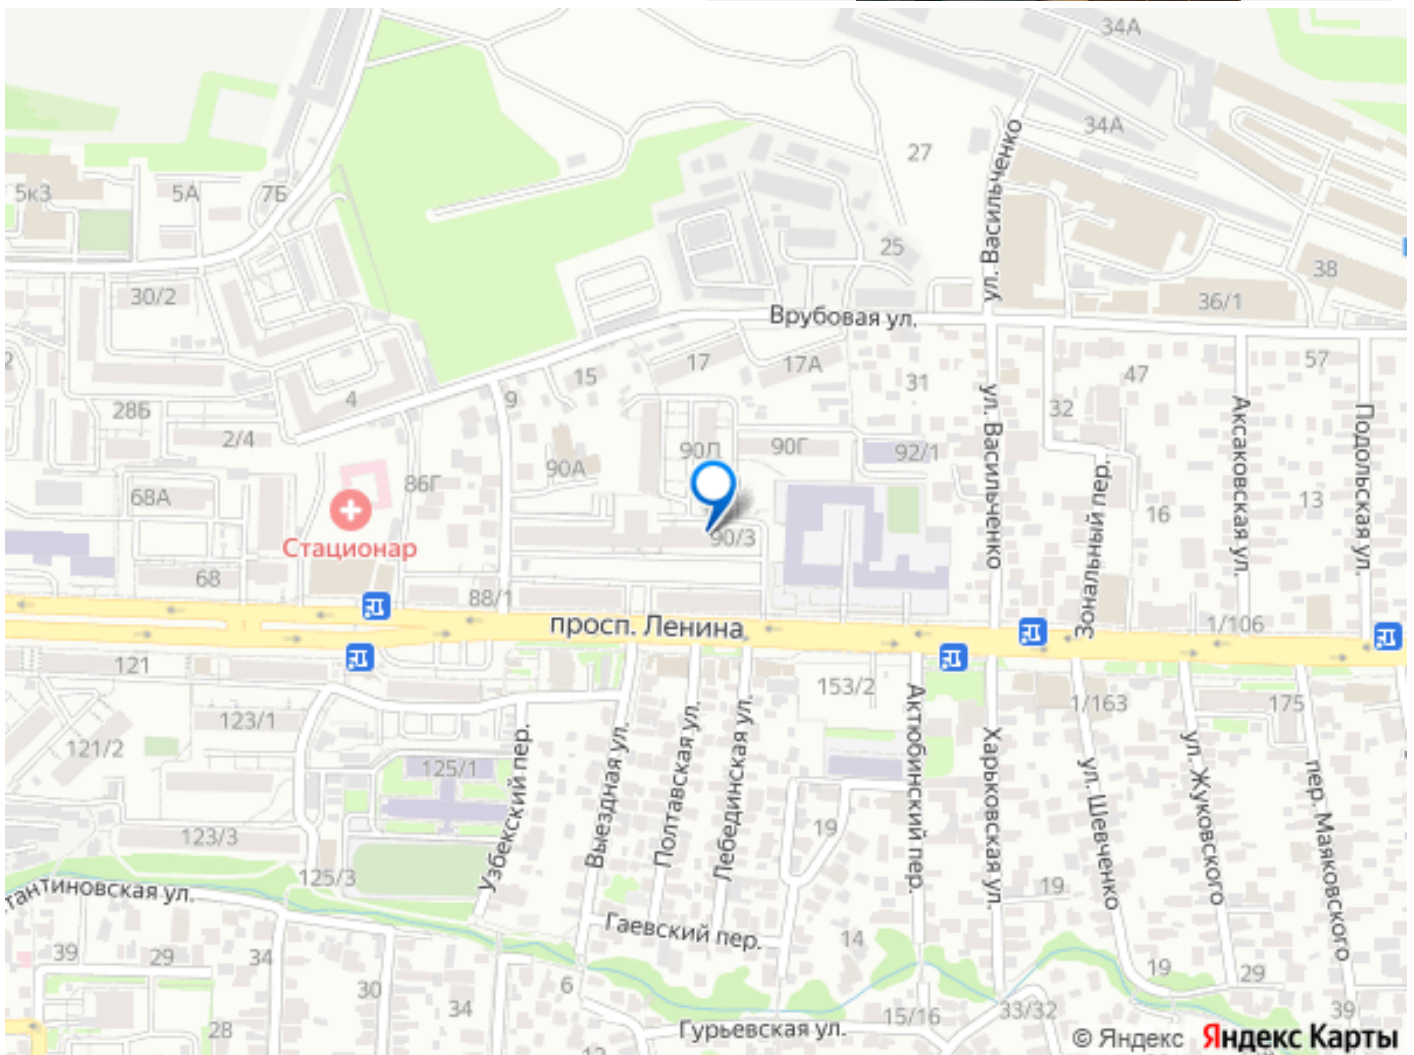 34А
ул. Васильченко
34А
27
5к3
5А
7Б
25
38
30/2
36/1
Врубовая ул.
17
17А
57
15
31
47
4
9
ул. Васильченко
32
Аксаковская ул.
Подольская ул.
28Б
2/4
90Л
90Г
92/1
90А
86Г
68А
Зональный пер.
13
16
Стационар
90/3
68
88/1
просп. Ленина
1/106
121
153/2
Актюбинский пер.
1/163
175
123/1
121/2
Узбекский пер.
Выездная ул.
Полтавская ул.
Лебединская ул.
Харьковская ул.
ул. Шевченко
ул. Жуковского
пер. Маяковского
125/1
123/3
19
125/3
19
тантиновская ул.
Гаевский пер.
14
39
29
34
19
29
6
30
34
28
15/16
33/32
39
Гурьевская ул.
12
© Яндекс Яндекс Карты